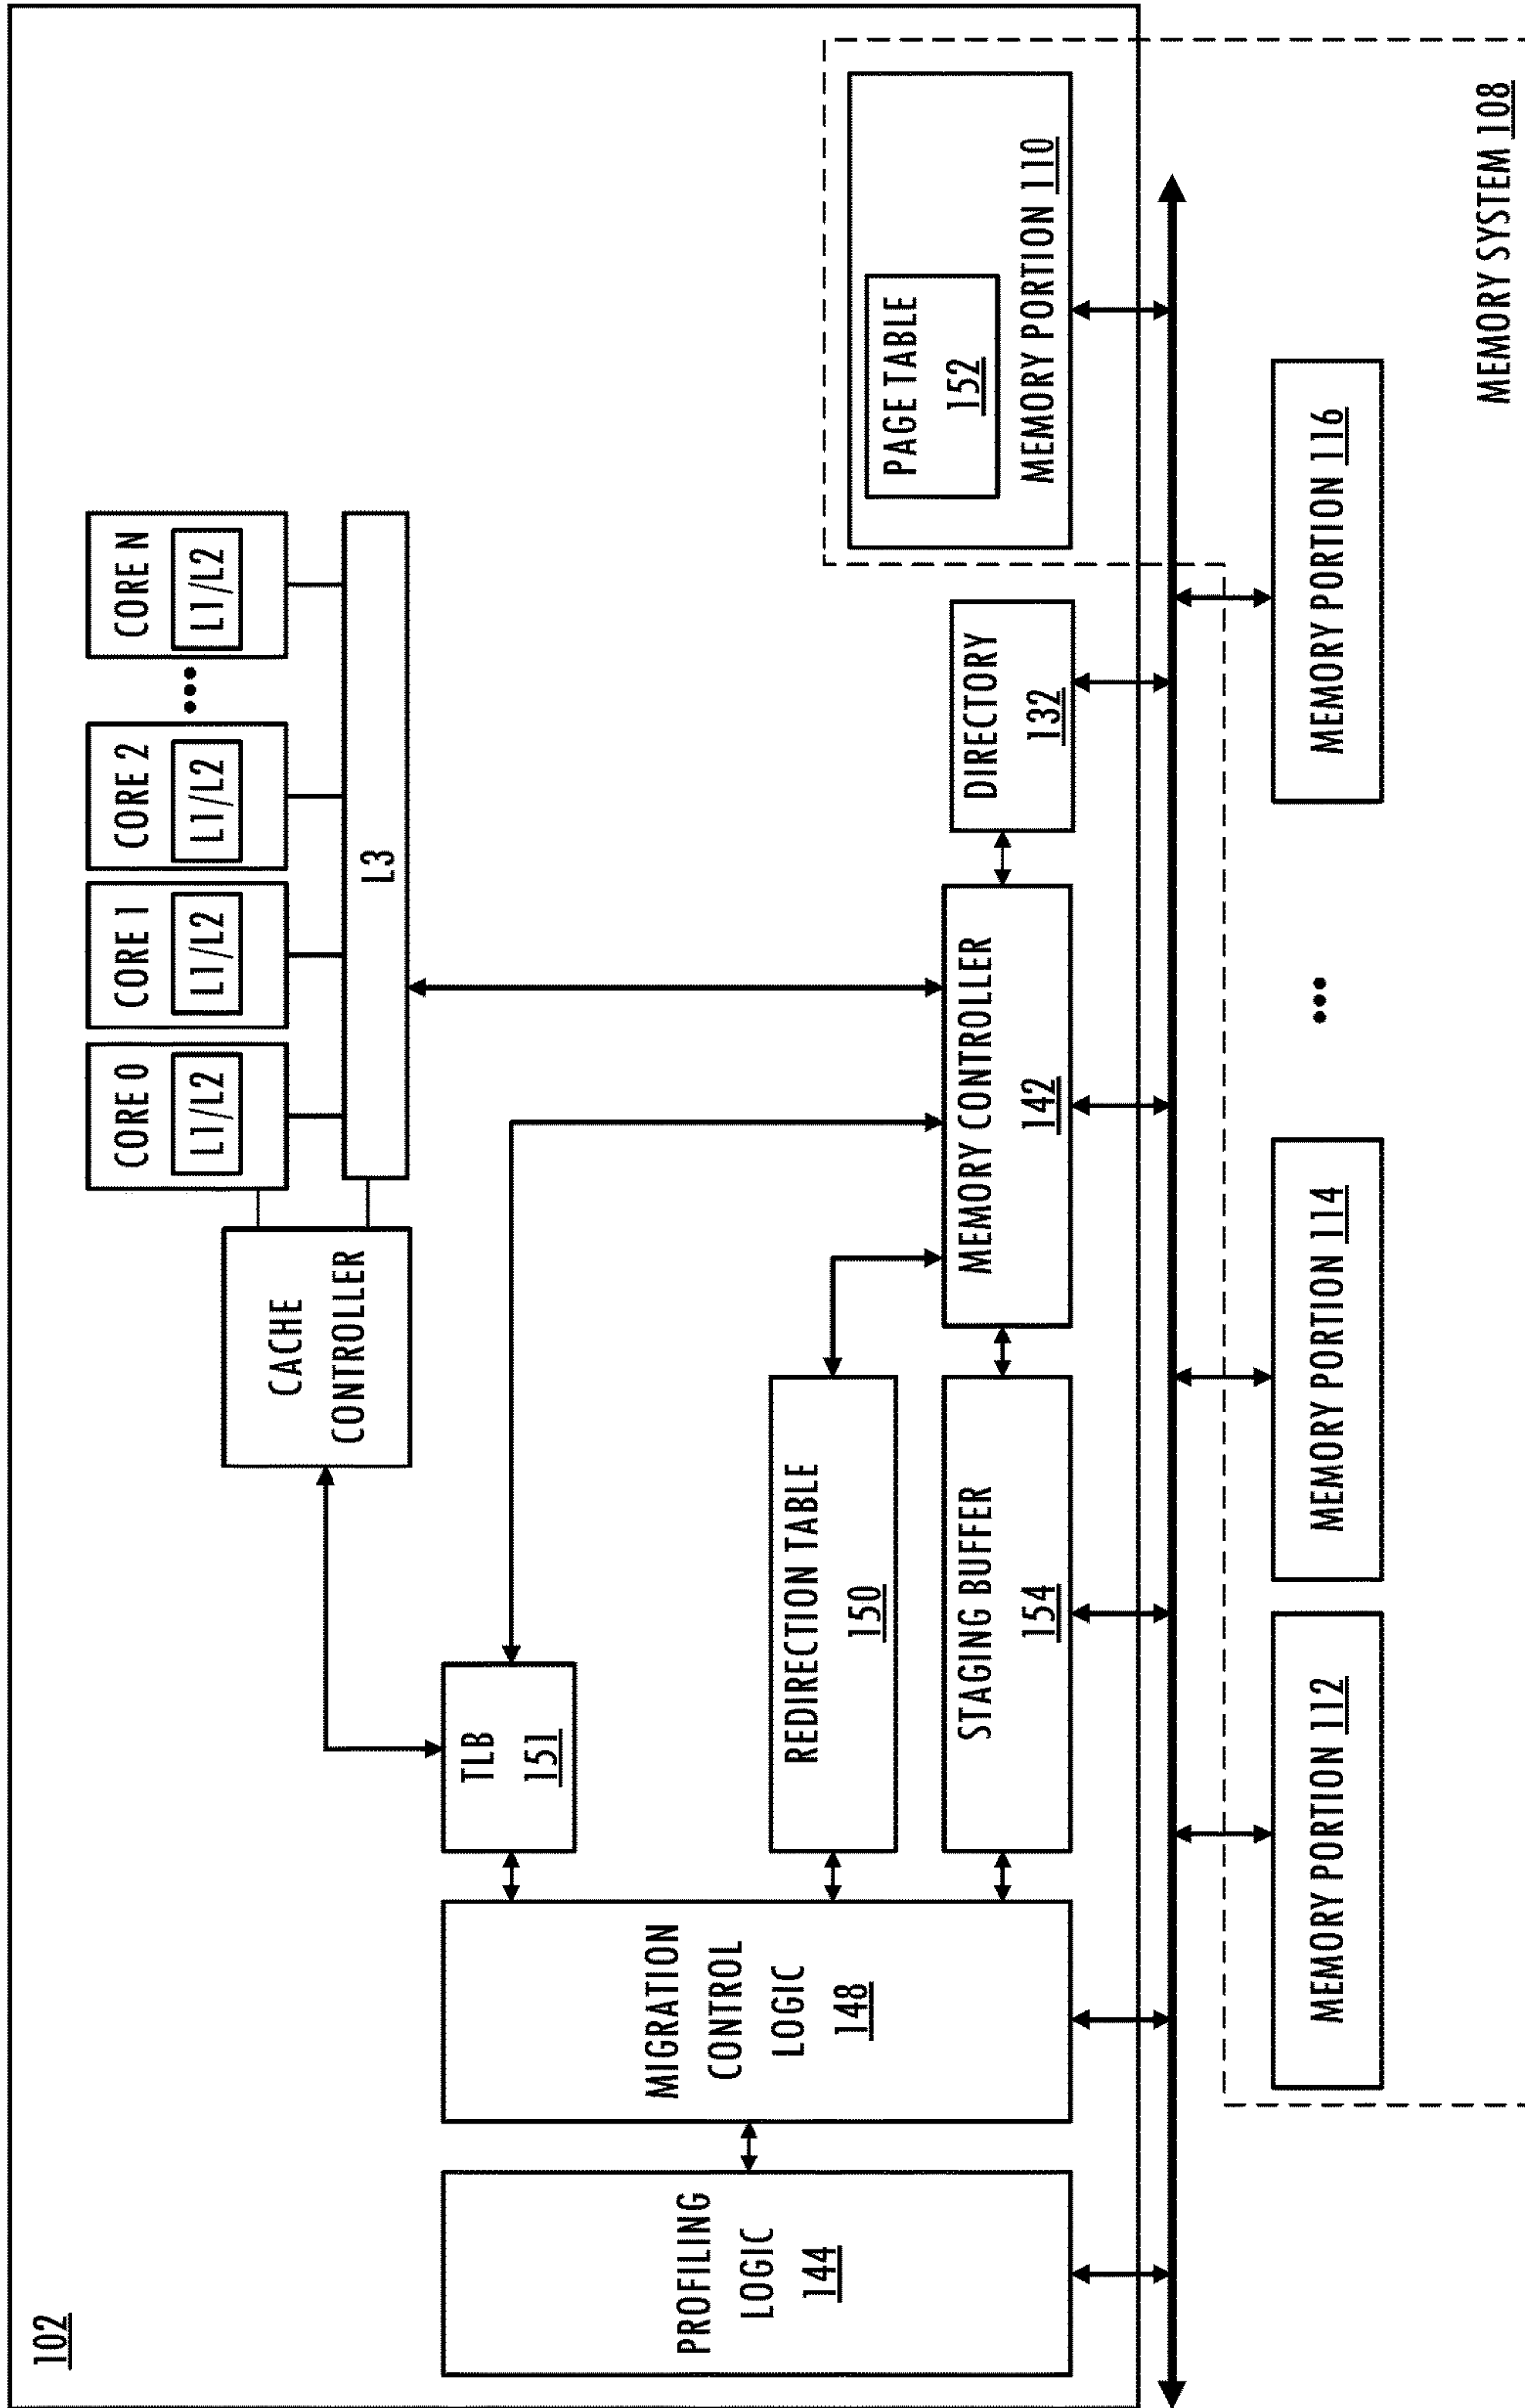 102
CORE 0
L1/L2
CORE 1
L1/L2
CORE 2
L1/L2
•••
CORE N
L1/L2
CACHE
CONTROLLER
L3
PROFILING
LOGIC
144
MIGRATION
CONTROL
LOGIC
148
TLB
151
REDIRECTION TABLE
150
STAGING BUFFER
154
MEMORY CONTROLLER
142
DIRECTORY
132
PAGE TABLE
152
MEMORY PORTION 110
MEMORY PORTION 112
MEMORY PORTION 114
•••
MEMORY PORTION 116
MEMORY SYSTEM 108